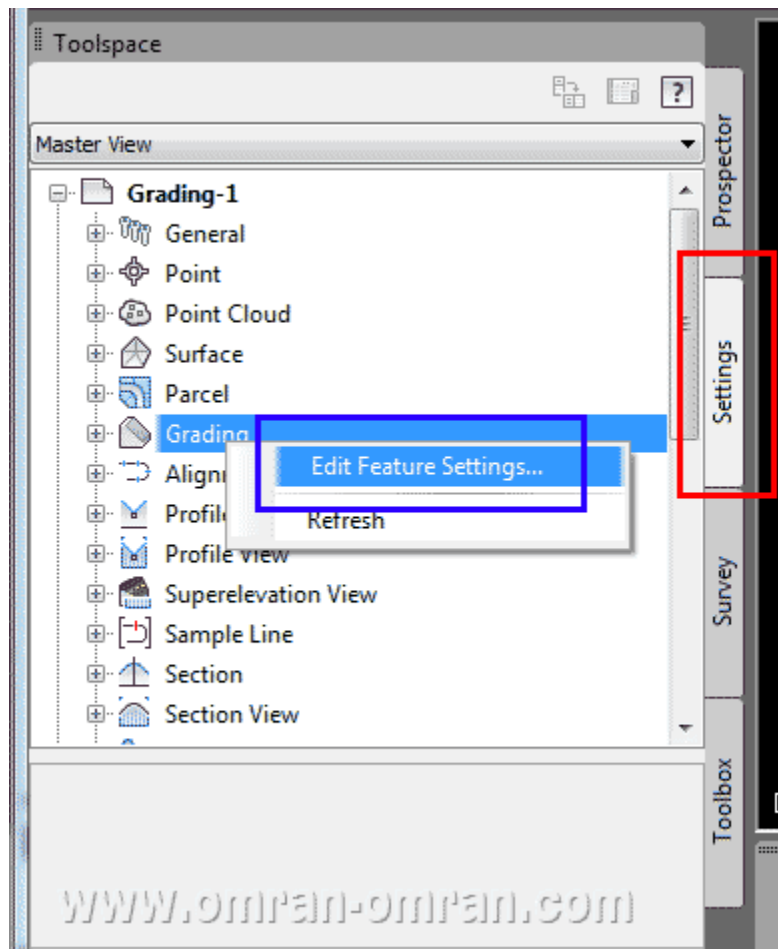 Toolspace
Master View
Grading-1
General
Point
Point Cloud
Surface
Parcel
Grading
Edit Feature Settings...
Refresh
Profile View
Superelevation View
Sample Line
Section
Section View
Prospector
Settings
Survey
Toolbox
www.omran-omran.com